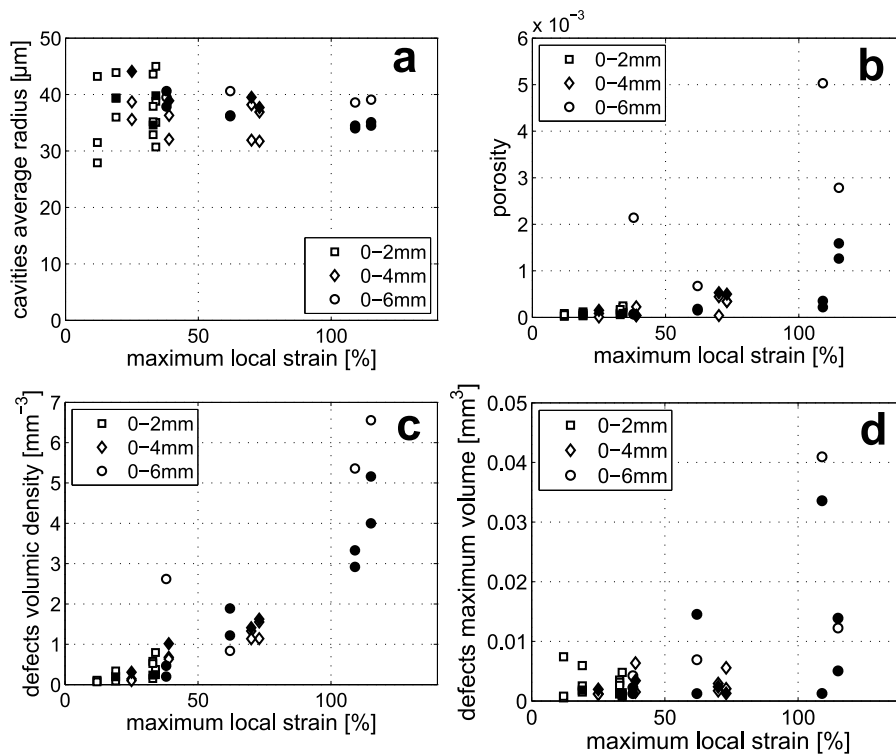 a
cavities average radius [µm]
50
40
30
20
10
0
0
50
100
maximum local strain [%]
0−2mm
0−4mm
0−6mm
b
x 10⁻³
porosity
6
5
4
3
2
1
0
0
50
100
maximum local strain [%]
0−2mm
0−4mm
0−6mm
c
defects volumic density [mm⁻³]
7
6
5
4
3
2
1
0
0
50
100
maximum local strain [%]
0−2mm
0−4mm
0−6mm
d
defects maximum volume [mm³]
0.05
0.04
0.03
0.02
0.01
0
0
50
100
maximum local strain [%]
0−2mm
0−4mm
0−6mm